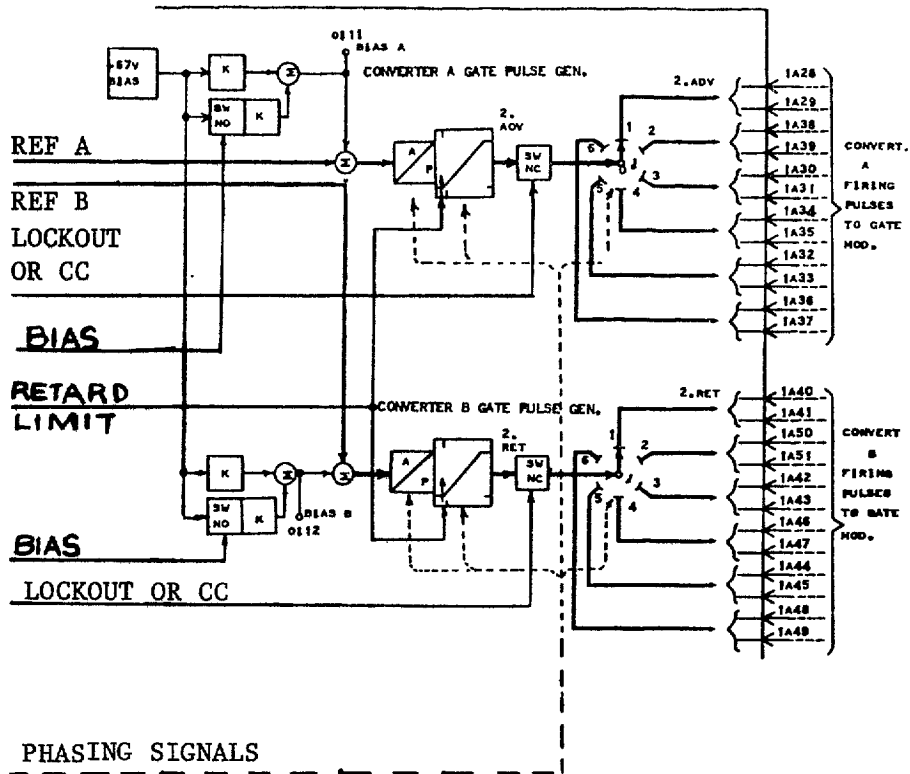 0111
BIAS A
+67V
BIAS
K
Σ
CONVERTER A GATE PULSE GEN.
SW
NO
K
REF A
Σ
A
P
2.
ADV
SW
NC
REF B
LOCKOUT
OR CC
BIAS
2.ADV
1
2
3
4
5
6
1A28
1A29
1A38
1A39
1A30
1A31
1A34
1A35
1A32
1A33
1A36
1A37
CONVERT.
A
FIRING
PULSES
TO GATE
MOD.
RETARD
LIMIT
CONVERTER B GATE PULSE GEN.
K
Σ
SW
NO
K
BIAS B
0112
Σ
A
P
2.
RET
SW
NC
BIAS
LOCKOUT OR CC
2.RET
1
2
3
4
5
6
1A40
1A41
1A50
1A51
1A42
1A43
1A46
1A47
1A44
1A45
1A48
1A49
CONVERT
B
FIRING
PULSES
TO GATE
MOD.
PHASING SIGNALS